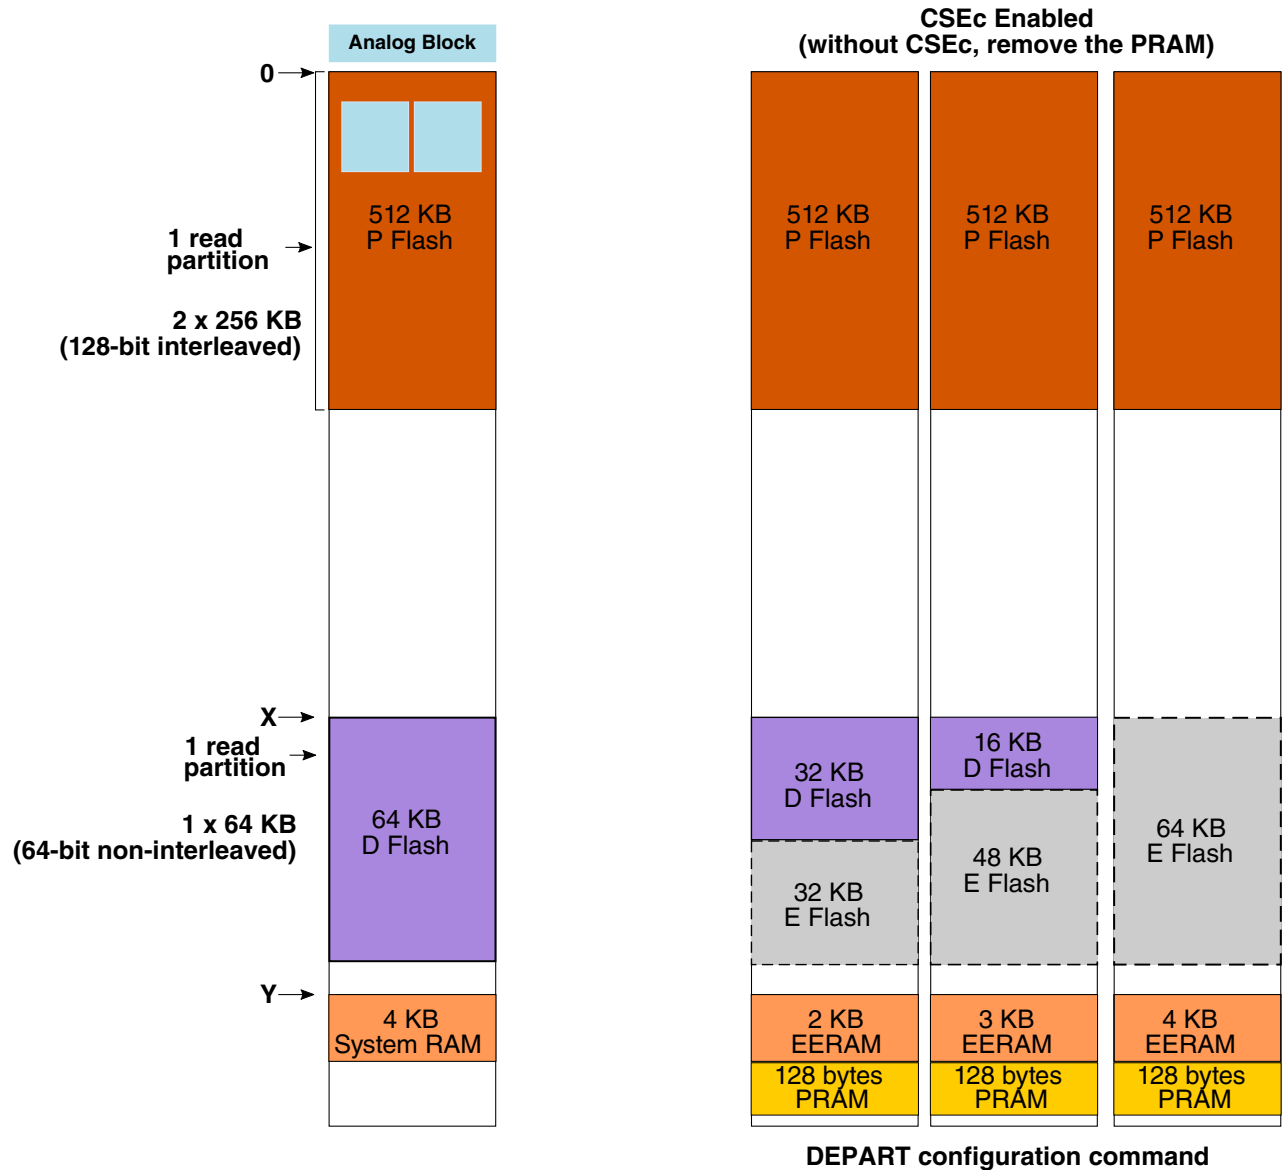 CSEc Enabled
(without CSEc, remove the PRAM)
Analog Block
0
512 KB
P Flash
1 read
partition
2 x 256 KB
(128-bit interleaved)
512 KB
P Flash
512 KB
P Flash
512 KB
P Flash
X
1 read
partition
1 x 64 KB
(64-bit non-interleaved)
64 KB
D Flash
32 KB
D Flash
32 KB
E Flash
16 KB
D Flash
48 KB
E Flash
64 KB
E Flash
Y
4 KB
System RAM
2 KB
EERAM
128 bytes
PRAM
3 KB
EERAM
128 bytes
PRAM
4 KB
EERAM
128 bytes
PRAM
DEPART configuration command